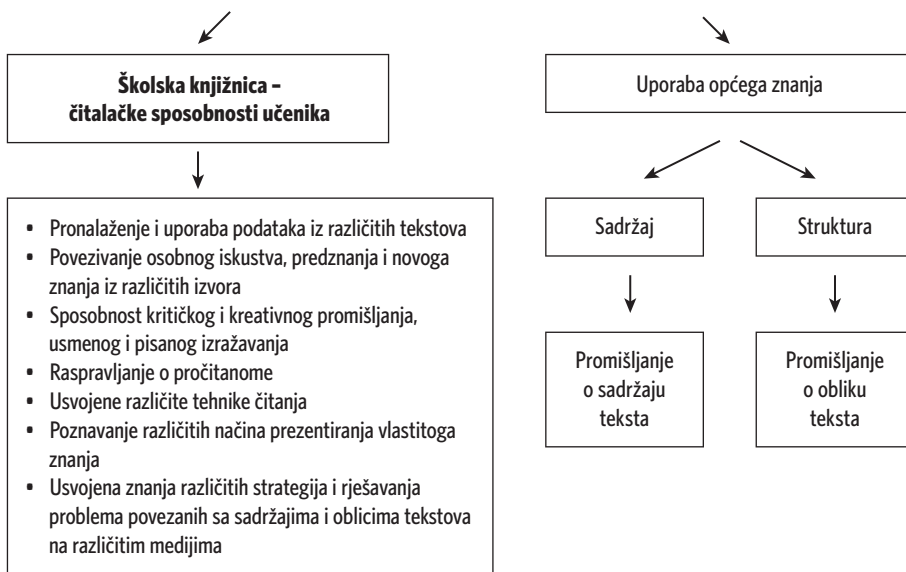 Školska knjižnica –
čitalačke sposobnosti učenika
• Pronalaženje i uporaba podataka iz različitih tekstova
• Povezivanje osobnog iskustva, predznanja i novoga
znanja iz različitih izvora
• Sposobnost kritičkog i kreativnog promišljanja,
usmenog i pisanog izražavanja
• Raspravljanje o pročitanome
• Usvojene različite tehnike čitanja
• Poznavanje različitih načina prezentiranja vlastitoga
znanja
• Usvojena znanja različitih strategija i rješavanja
problema povezanih sa sadržajima i oblicima tekstova
na različitim medijima
Uporaba općega znanja
Sadržaj
Struktura
Promišljanje
o sadržaju
teksta
Promišljanje
o obliku
teksta